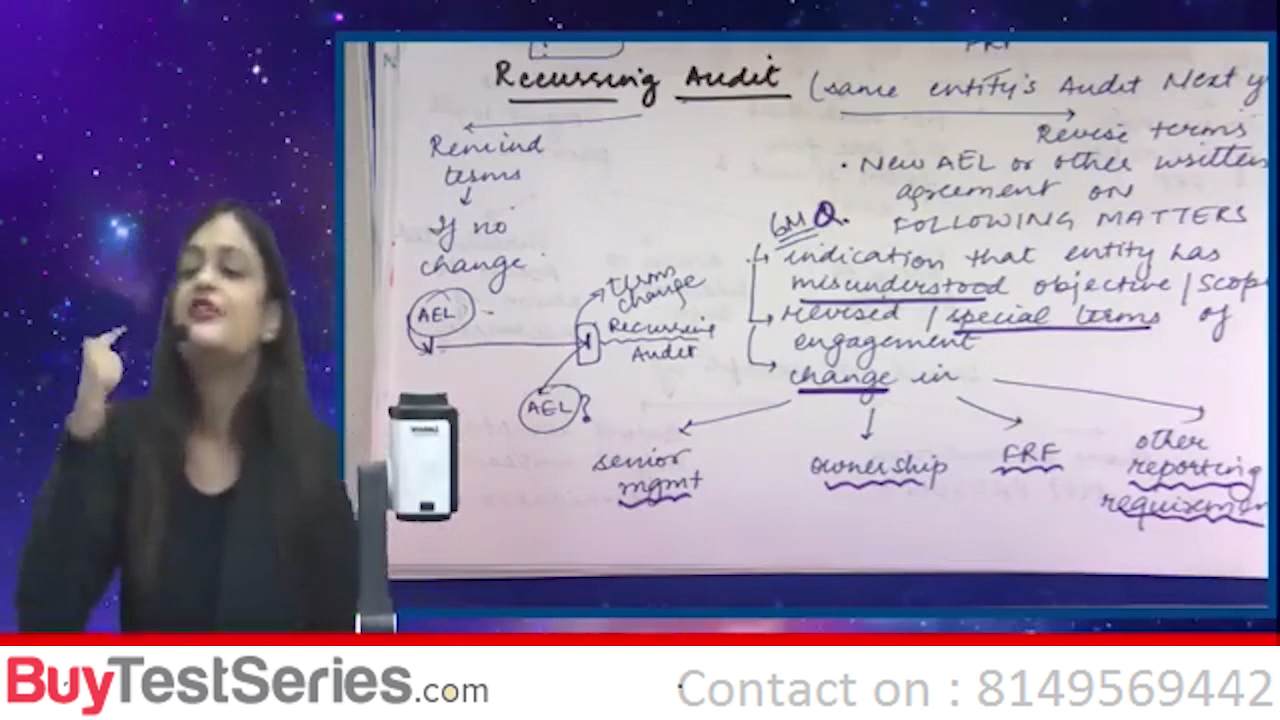 FRF
Recurring Audit (same entity's Audit Next y
Remind
terms
If no
change
Revise terms
• New AEL or other written
agreement on
FOLLOWING MATTERS
6M Q.
indication that entity has
misunderstood objective / Scope
revised / special terms of
engagement
change in
senior
mgmt
ownership
FRF
other
reporting
requiremen
AEL
term
change
Recurring
Audit
AEL ?
BuyTestSeries.com
Contact on : 8149569442